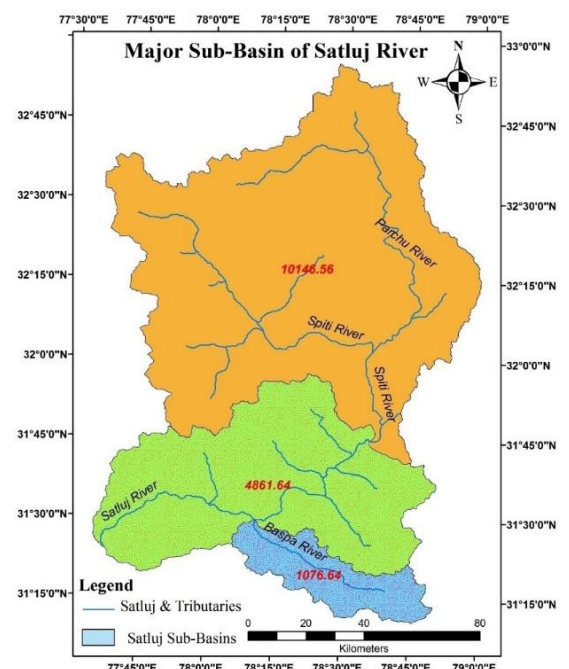 77°30'0"E 77°45'0"E 78°0'0"E 78°15'0"E 78°30'0"E 78°45'0"E 79°0'0"E
Major Sub-Basin of Satluj River
N
W E
S
33°0'0"N
32°45'0"N
32°45'0"N
32°30'0"N
32°30'0"N
Parchu River
32°15'0"N
10146.56
32°15'0"N
Spiti River
32°0'0"N
32°0'0"N
Spiti River
31°45'0"N
31°45'0"N
4861.64
Satluj River
31°30'0"N
31°30'0"N
Baspa River
1076.64
Legend
31°15'0"N
31°15'0"N
Satluj & Tributaries
Satluj Sub-Basins
0 20 40 80
Kilometers
77°45'0"E 78°0'0"E 78°15'0"E 78°30'0"E 78°45'0"E 79°0'0"E